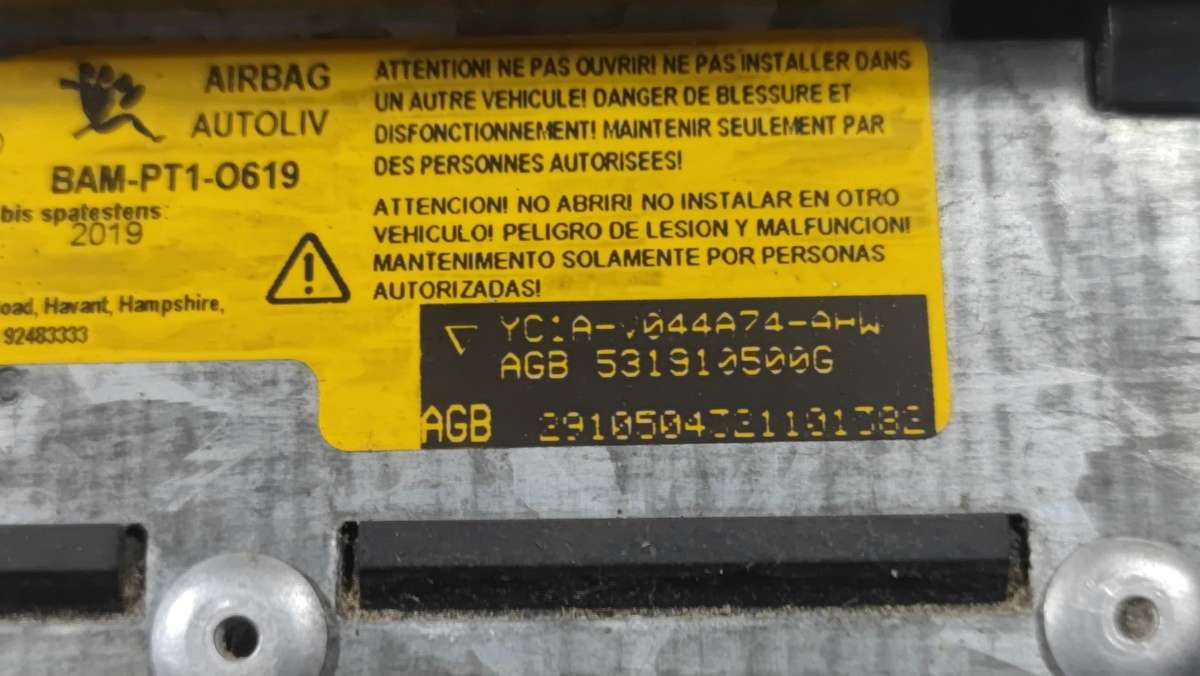 AIRBAG
AUTOLIV
BAM-PT1-O619
bis spatestens:
2019
oad, Havant, Hampshire,
92483333
ATTENTION! NE PAS OUVRIR! NE PAS INSTALLER DANS
UN AUTRE VEHICULE! DANGER DE BLESSURE ET
DISFONCTIONNEMENT! MAINTENIR SEULEMENT PAR
DES PERSONNES AUTORISEES!
ATTENCION! NO ABRIR! NO INSTALAR EN OTRO
VEHICULO! PELIGRO DE LESION Y MALFUNCION!
MANTENIMENTO SOLAMENTE POR PERSONAS
AUTORIZADAS!
AGB 531910500G
AGB